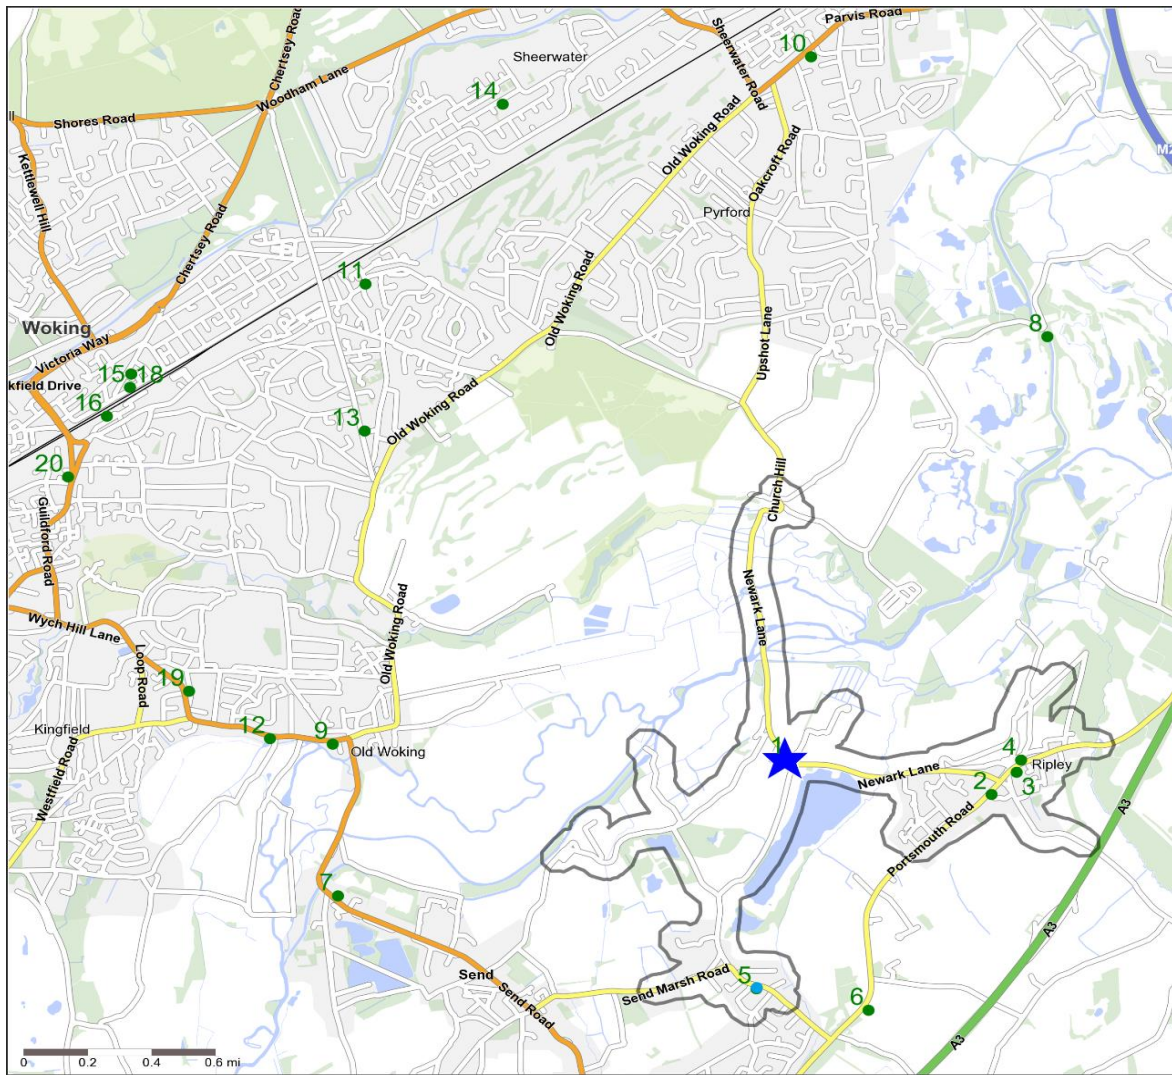 Parvis Road
Chertsey Road
10
Sheerwater
Sheerwater Road
14
Woodham Lane
Shores Road
Old Woking Road
M2
Kettlewell Hill
Oakcroft Road
Chertsey Road
Pyrford
11
Old Woking Road
Woking
Victoria Way
Upshot Lane
8
15
18
kfield Drive
16
13
Old Woking Road
20
Church Hill
Guildford Road
Newark Lane
Wych Hill Lane
Loop Road
Old Woking Road
19
Kingfield
12
9
Old Woking
1
4
Ripley
Westfield Road
Newark Lane
2
3
Portsmouth Road
A3
7
Send
5
Send Marsh Road
6
Send Road
A3
A3
0 0.2 0.4 0.6 mi